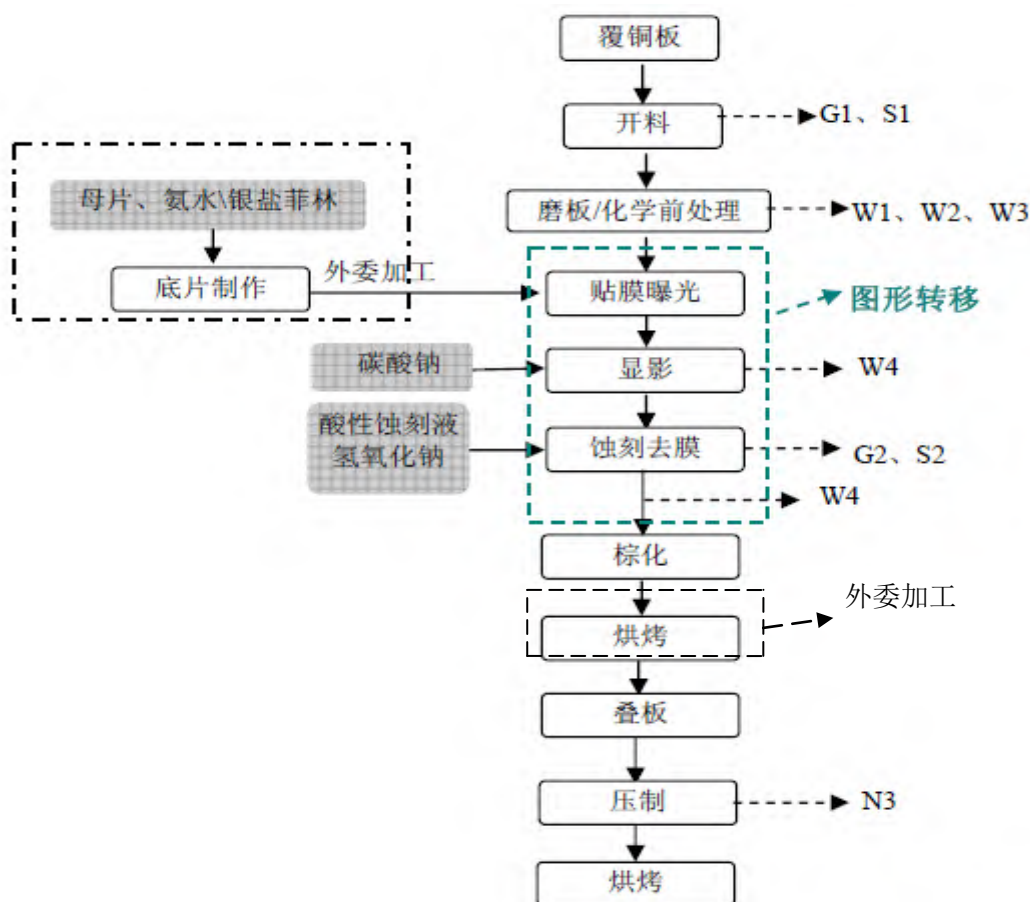 覆铜板
开料
G1、S1
母片、氨水\银盐菲林
磨板/化学前处理
W1、W2、W3
底片制作
外委加工
贴膜曝光
图形转移
碳酸钠
显影
W4
酸性蚀刻液
氢氧化钠
蚀刻去膜
G2、S2
W4
棕化
外委加工
烘烤
叠板
压制
N3
烘烤